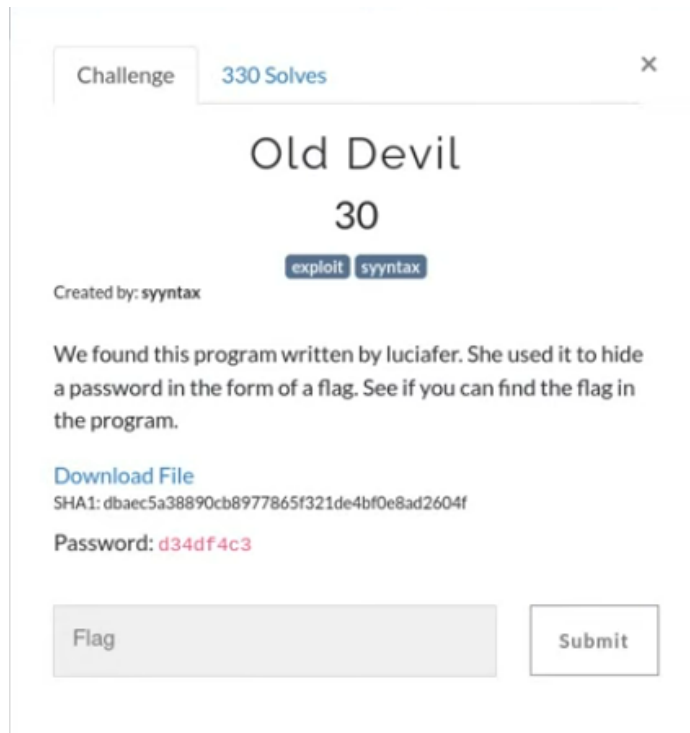 Challenge
330 Solves
×
Old Devil
30
exploit syyntax
Created by: syyntax
We found this program written by luciafer. She used it to hide
a password in the form of a flag. See if you can find the flag in
the program.
Download File
SHA1: dbaec5a38890cb8977865f321de4bf0e8ad2604f
Password: d34df4c3
Flag
Submit